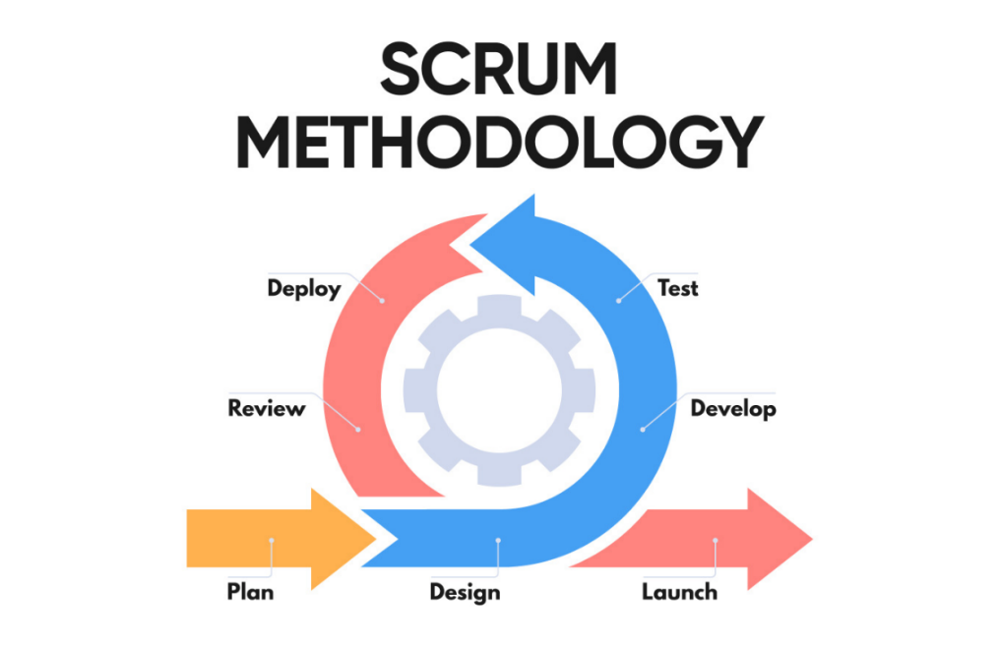 SCRUM
METHODOLOGY
Deploy
Test
Review
Develop
Plan
Design
Launch